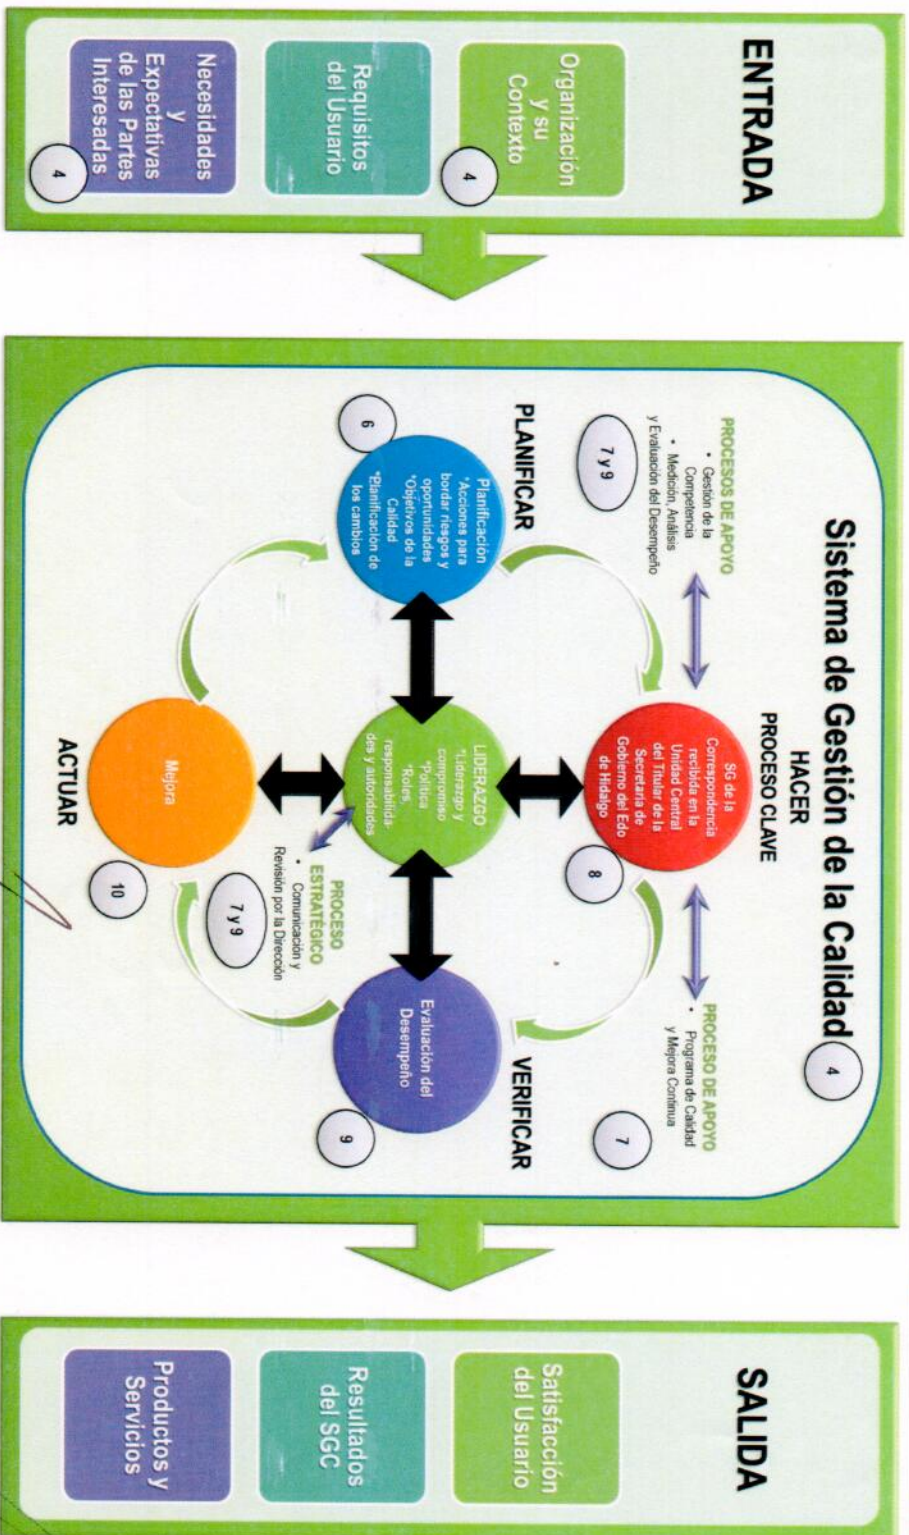 ENTRADA
Organización
y su
Contexto
4
Requisitos
del Usuario
Necesidades
y
Expectativas
de las Partes
Interesadas
4
Sistema de Gestión de la Calidad
4
PROCESOS DE APOYO
• Gestión de la
Competencia
• Medición, Análisis
y Evaluación del Desempeño
7 y 9
HACER
PROCESO CLAVE
SG de la
Correspondencia
recibida en la
Unidad Central
del Titular de la
Secretaria de
Gobierno del Edo
de Hidalgo
8
PROCESO DE APOYO
• Programa de Calidad
y Mejora Continua
7
PLANIFICAR
Planificación
*Acciones para
bordar riesgos y
oportunidades
*Objetivos de la
Calidad
*Planificación de
los cambios
6
LIDERAZGO
*Liderazgo y
compromiso
*Política
*Roles,
responsabilida-
des y autoridades
VERIFICAR
Evaluación del
Desempeño
9
PROCESO
ESTRATÉGICO
• Comunicación y
Revisión por la Dirección
7 y 9
Mejora
10
ACTUAR
SALIDA
Satisfacción
del Usuario
Resultados
del SGC
Productos y
Servicios